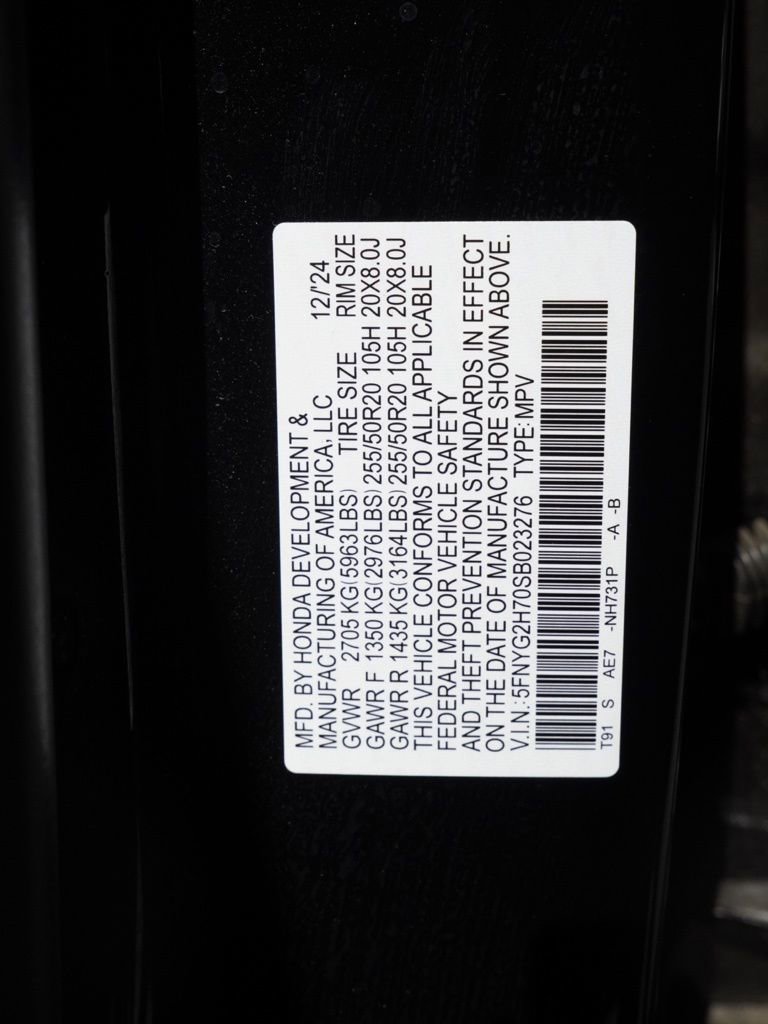 MFD. BY HONDA DEVELOPMENT &
MANUFACTURING OF AMERICA, LLC 12/'24
GVWR 2705 KG(5963LBS) TIRE SIZE RIM SIZE
GAWR F 1350 KG(2976LBS) 255/50R20 105H 20X8.0J
GAWR R 1435 KG(3164LBS) 255/50R20 105H 20X8.0J
THIS VEHICLE CONFORMS TO ALL APPLICABLE
FEDERAL MOTOR VEHICLE SAFETY
AND THEFT PREVENTION STANDARDS IN EFFECT
ON THE DATE OF MANUFACTURE SHOWN ABOVE.
V.I.N.:5FNYG2H70SB023276 TYPE:MPV
T91 S AE7 -NH731P -A -B